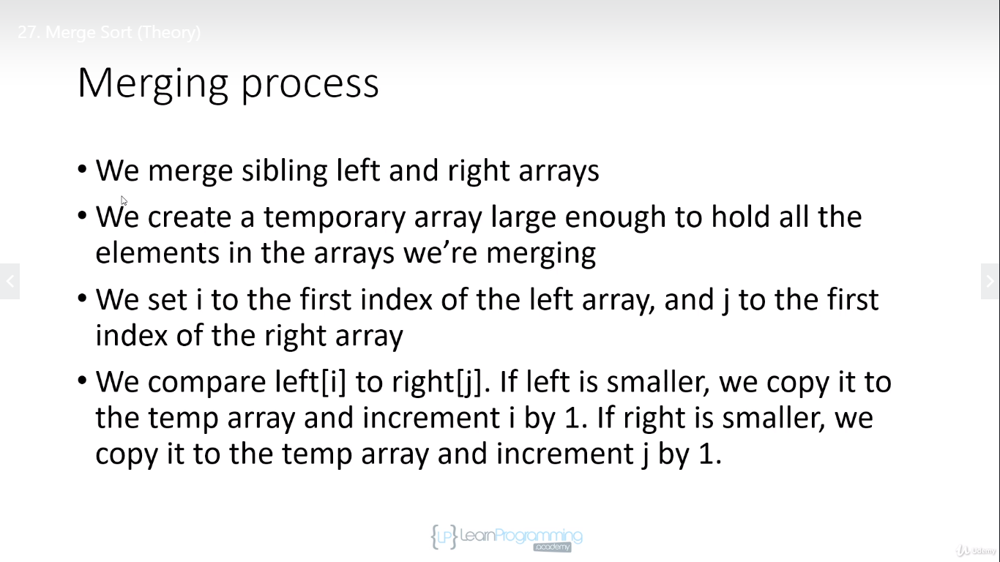 27. Merge Sort (Theory)
Merging process
• We merge sibling left and right arrays
• We create a temporary array large enough to hold all the
elements in the arrays we’re merging
• We set i to the first index of the left array, and j to the first
index of the right array
• We compare left[i] to right[j]. If left is smaller, we copy it to
the temp array and increment i by 1. If right is smaller, we
copy it to the temp array and increment j by 1.
{LP} LearnProgramming
.academy
Udemy